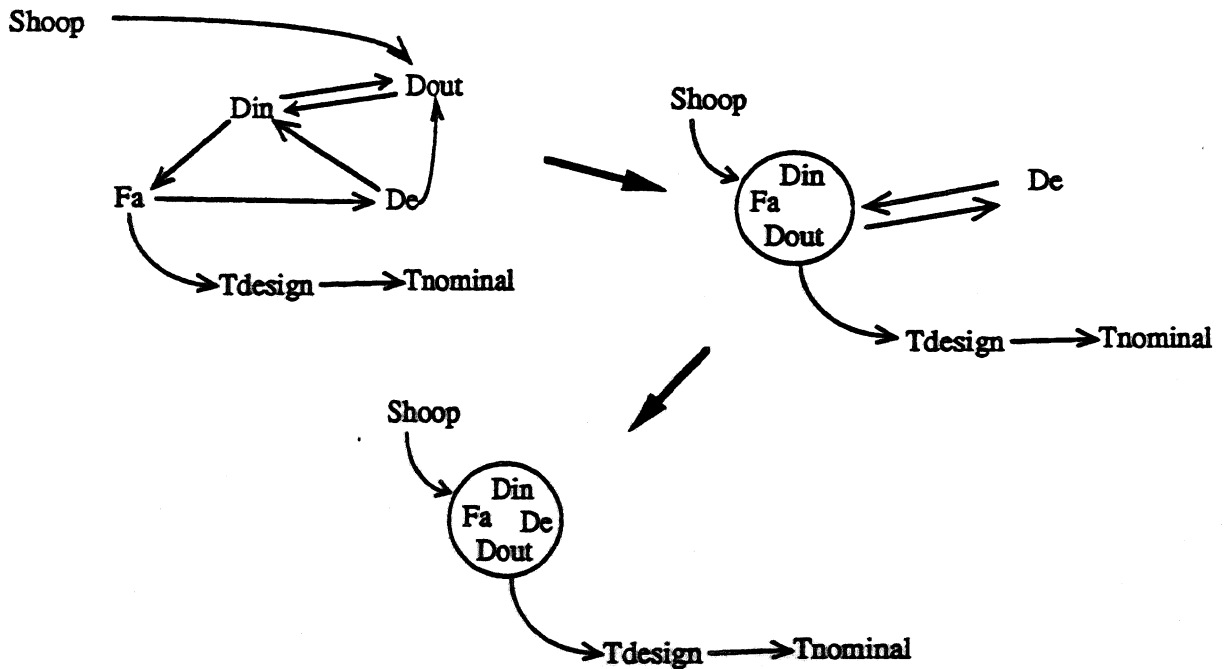 Shoop
Dout
Din
Fa
De
Tdesign
Tnominal
Shoop
Din
Fa
Dout
De
Tdesign
Tnominal
Shoop
Din
Fa De
Dout
Tdesign
Tnominal